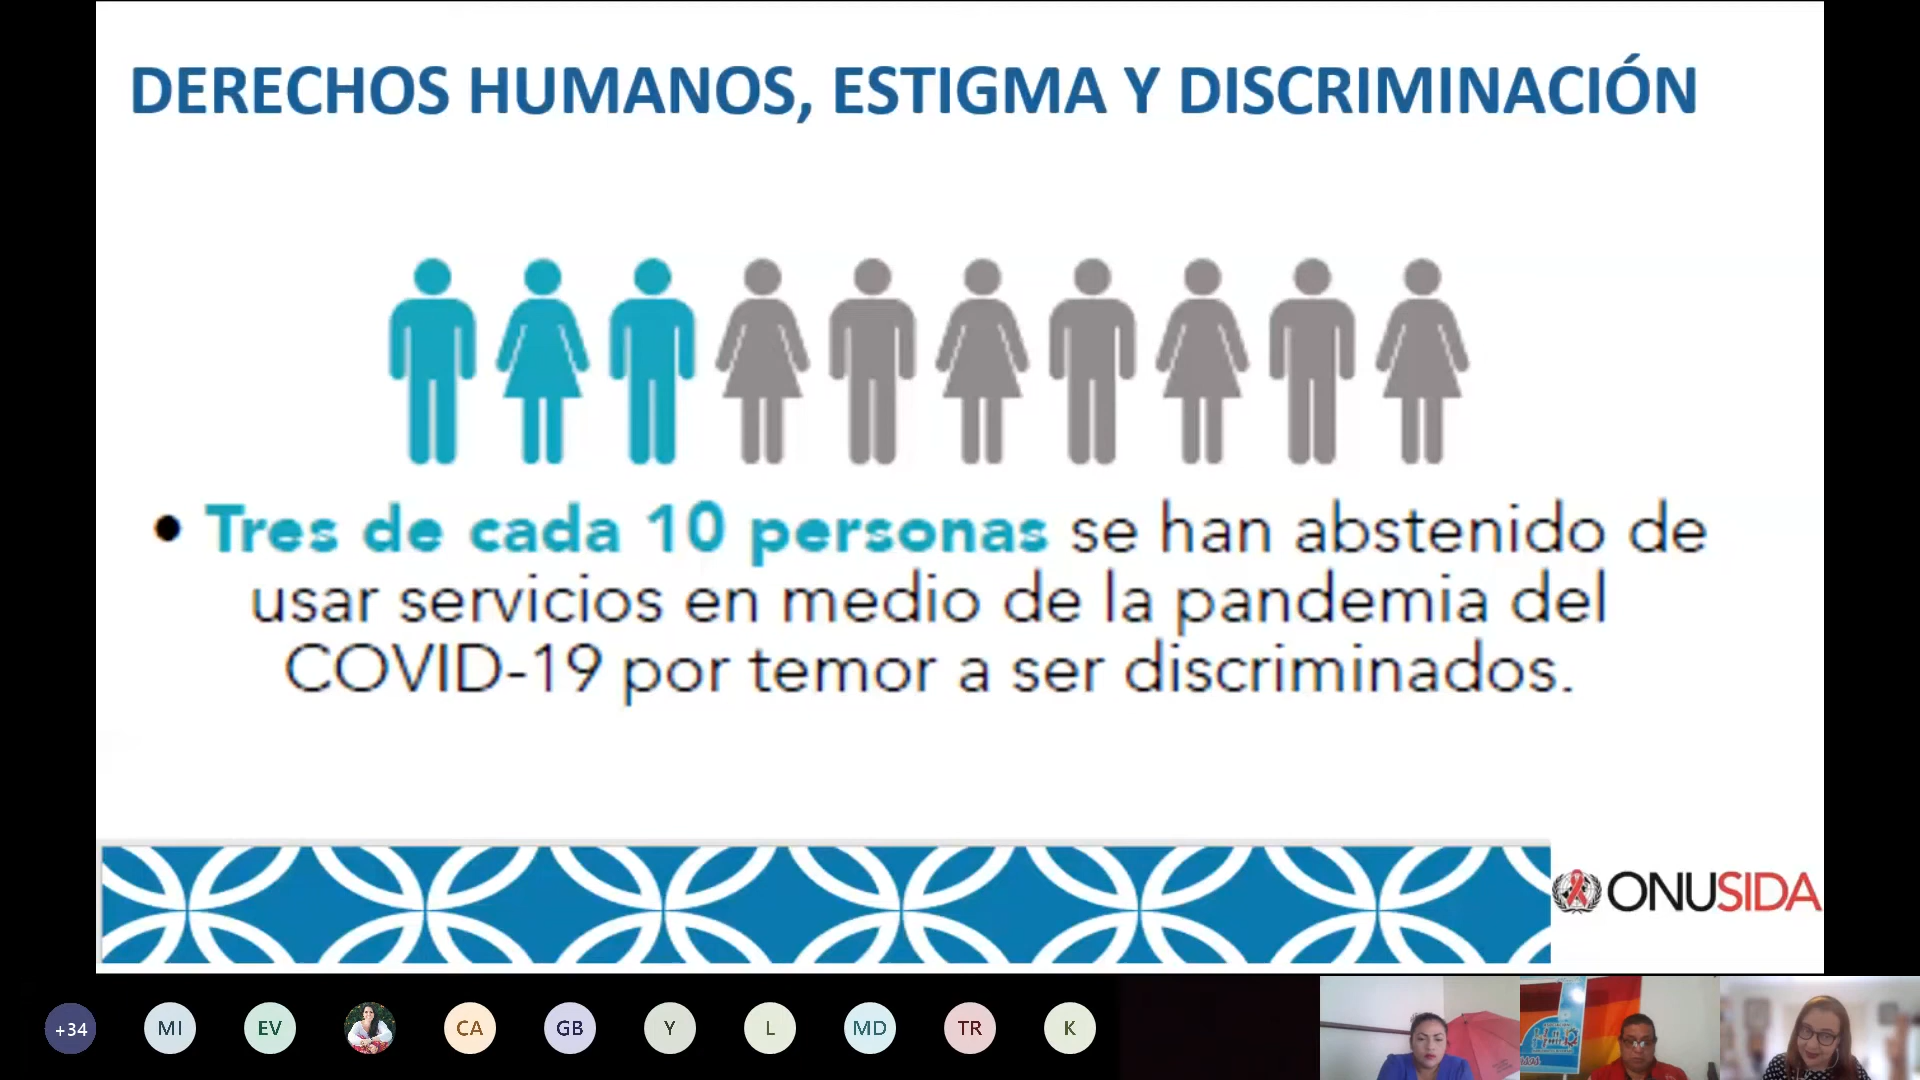 DERECHOS HUMANOS, ESTIGMA Y DISCRIMINACIÓN
• Tres de cada 10 personas se han abstenido de
usar servicios en medio de la pandemia del
COVID-19 por temor a ser discriminados.
ONUSIDA
+34
MI
EV
CA
GB
Y
L
MD
TR
K